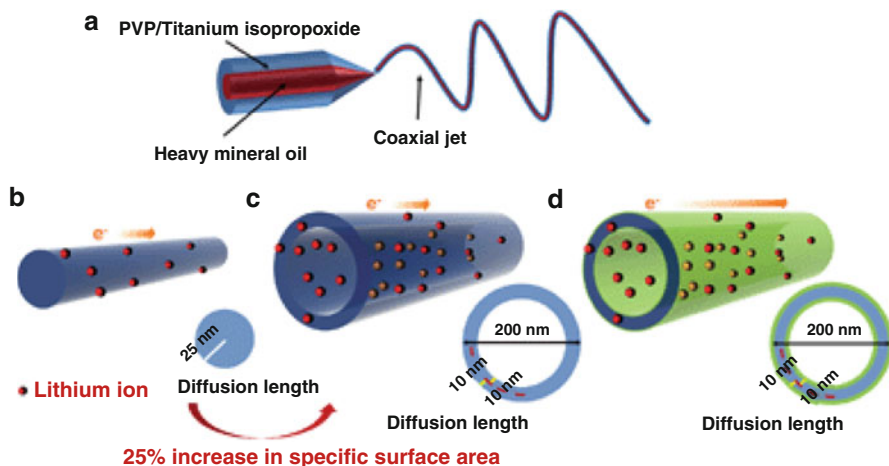 a
PVP/Titanium isopropoxide
Heavy mineral oil
Coaxial jet
b
e-
c
e-
d
e-
25 nm
Diffusion length
200 nm
10 nm
10 nm
Diffusion length
200 nm
10 nm
10 nm
Diffusion length
Lithium ion
25% increase in specific surface area